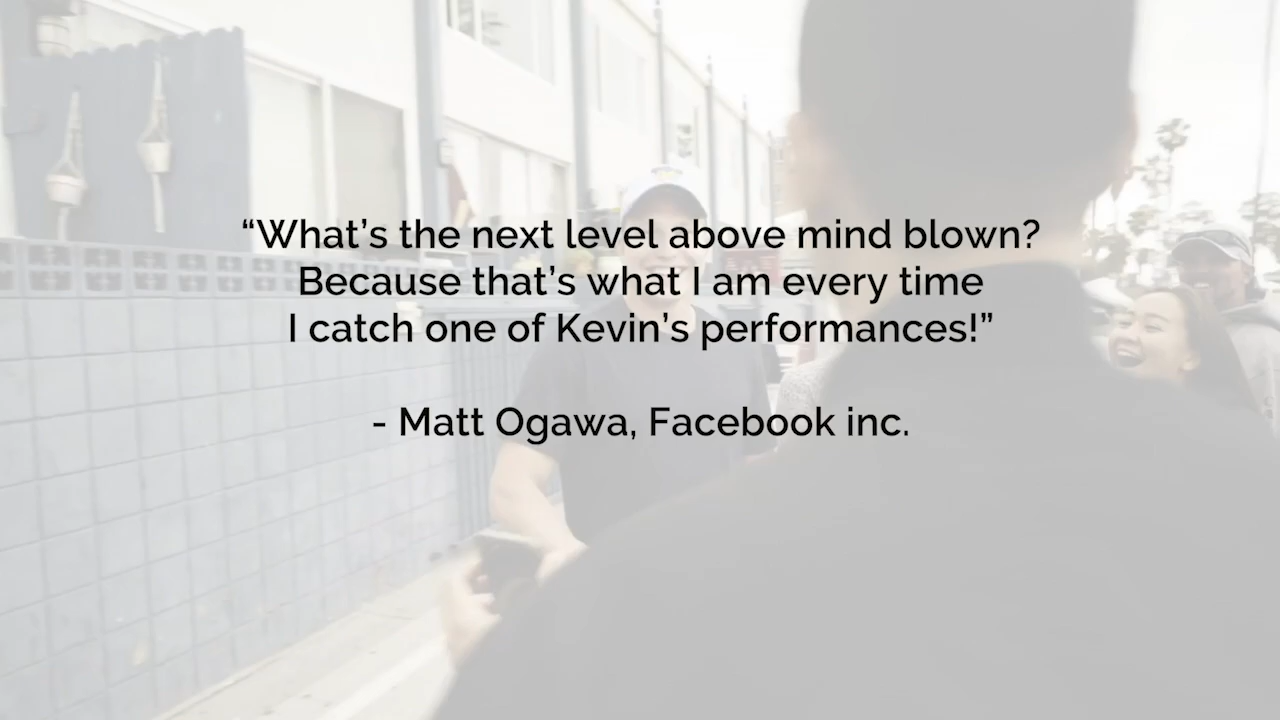 “What’s the next level above mind blown?
Because that’s what I am every time
I catch one of Kevin’s performances!”
- Matt Ogawa, Facebook inc.